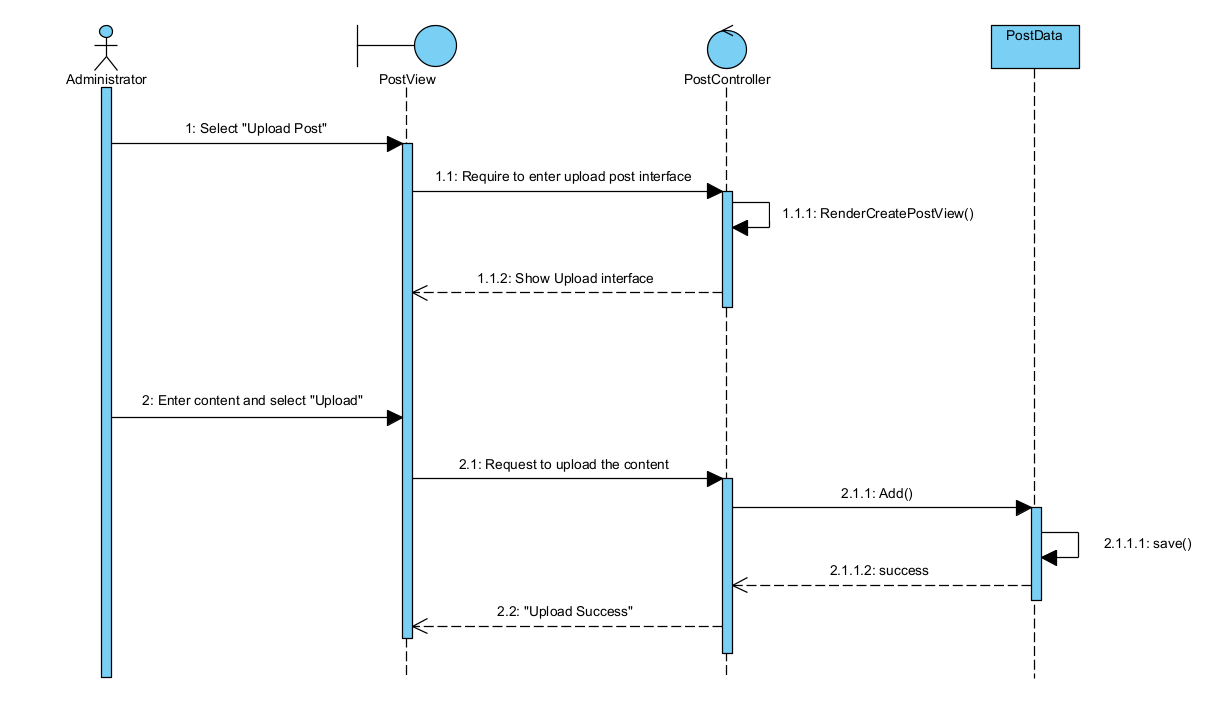 PostData
Administrator
PostView
PostController
1: Select "Upload Post"
1.1: Require to enter upload post interface
1.1.1: RenderCreatePostView()
1.1.2: Show Upload interface
2: Enter content and select "Upload"
2.1: Request to upload the content
2.1.1: Add()
2.1.1.1: save()
2.1.1.2: success
2.2: "Upload Success"